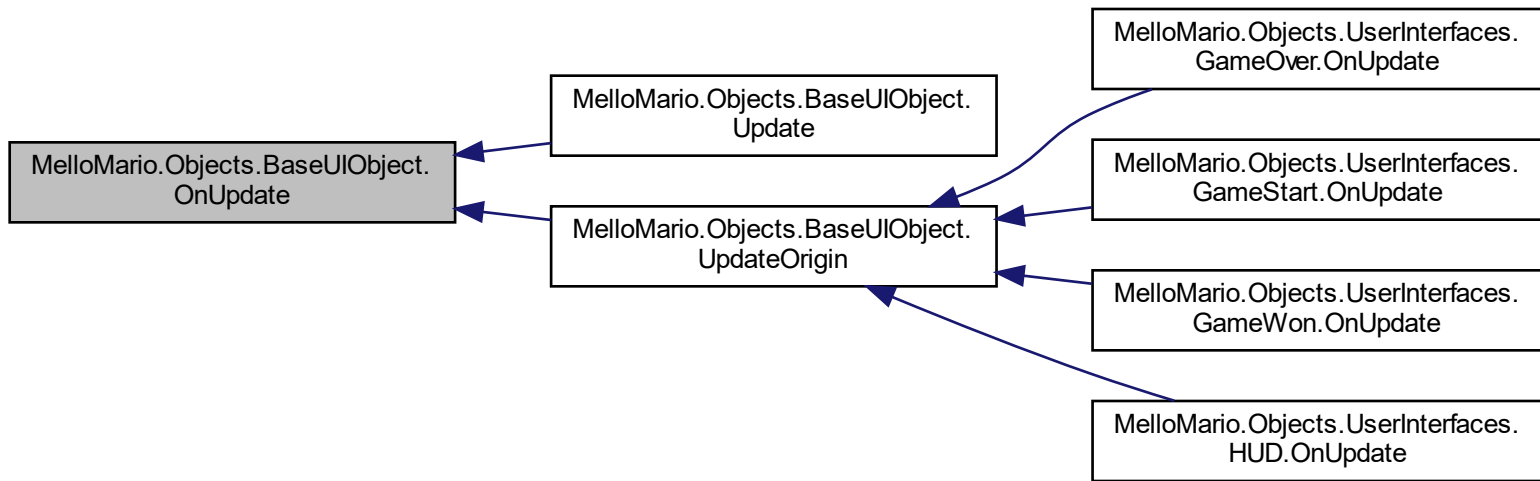 MelloMario.Objects.BaseUIObject.
OnUpdate
MelloMario.Objects.BaseUIObject.
Update
MelloMario.Objects.BaseUIObject.
UpdateOrigin
MelloMario.Objects.UserInterfaces.
GameOver.OnUpdate
MelloMario.Objects.UserInterfaces.
GameStart.OnUpdate
MelloMario.Objects.UserInterfaces.
GameWon.OnUpdate
MelloMario.Objects.UserInterfaces.
HUD.OnUpdate